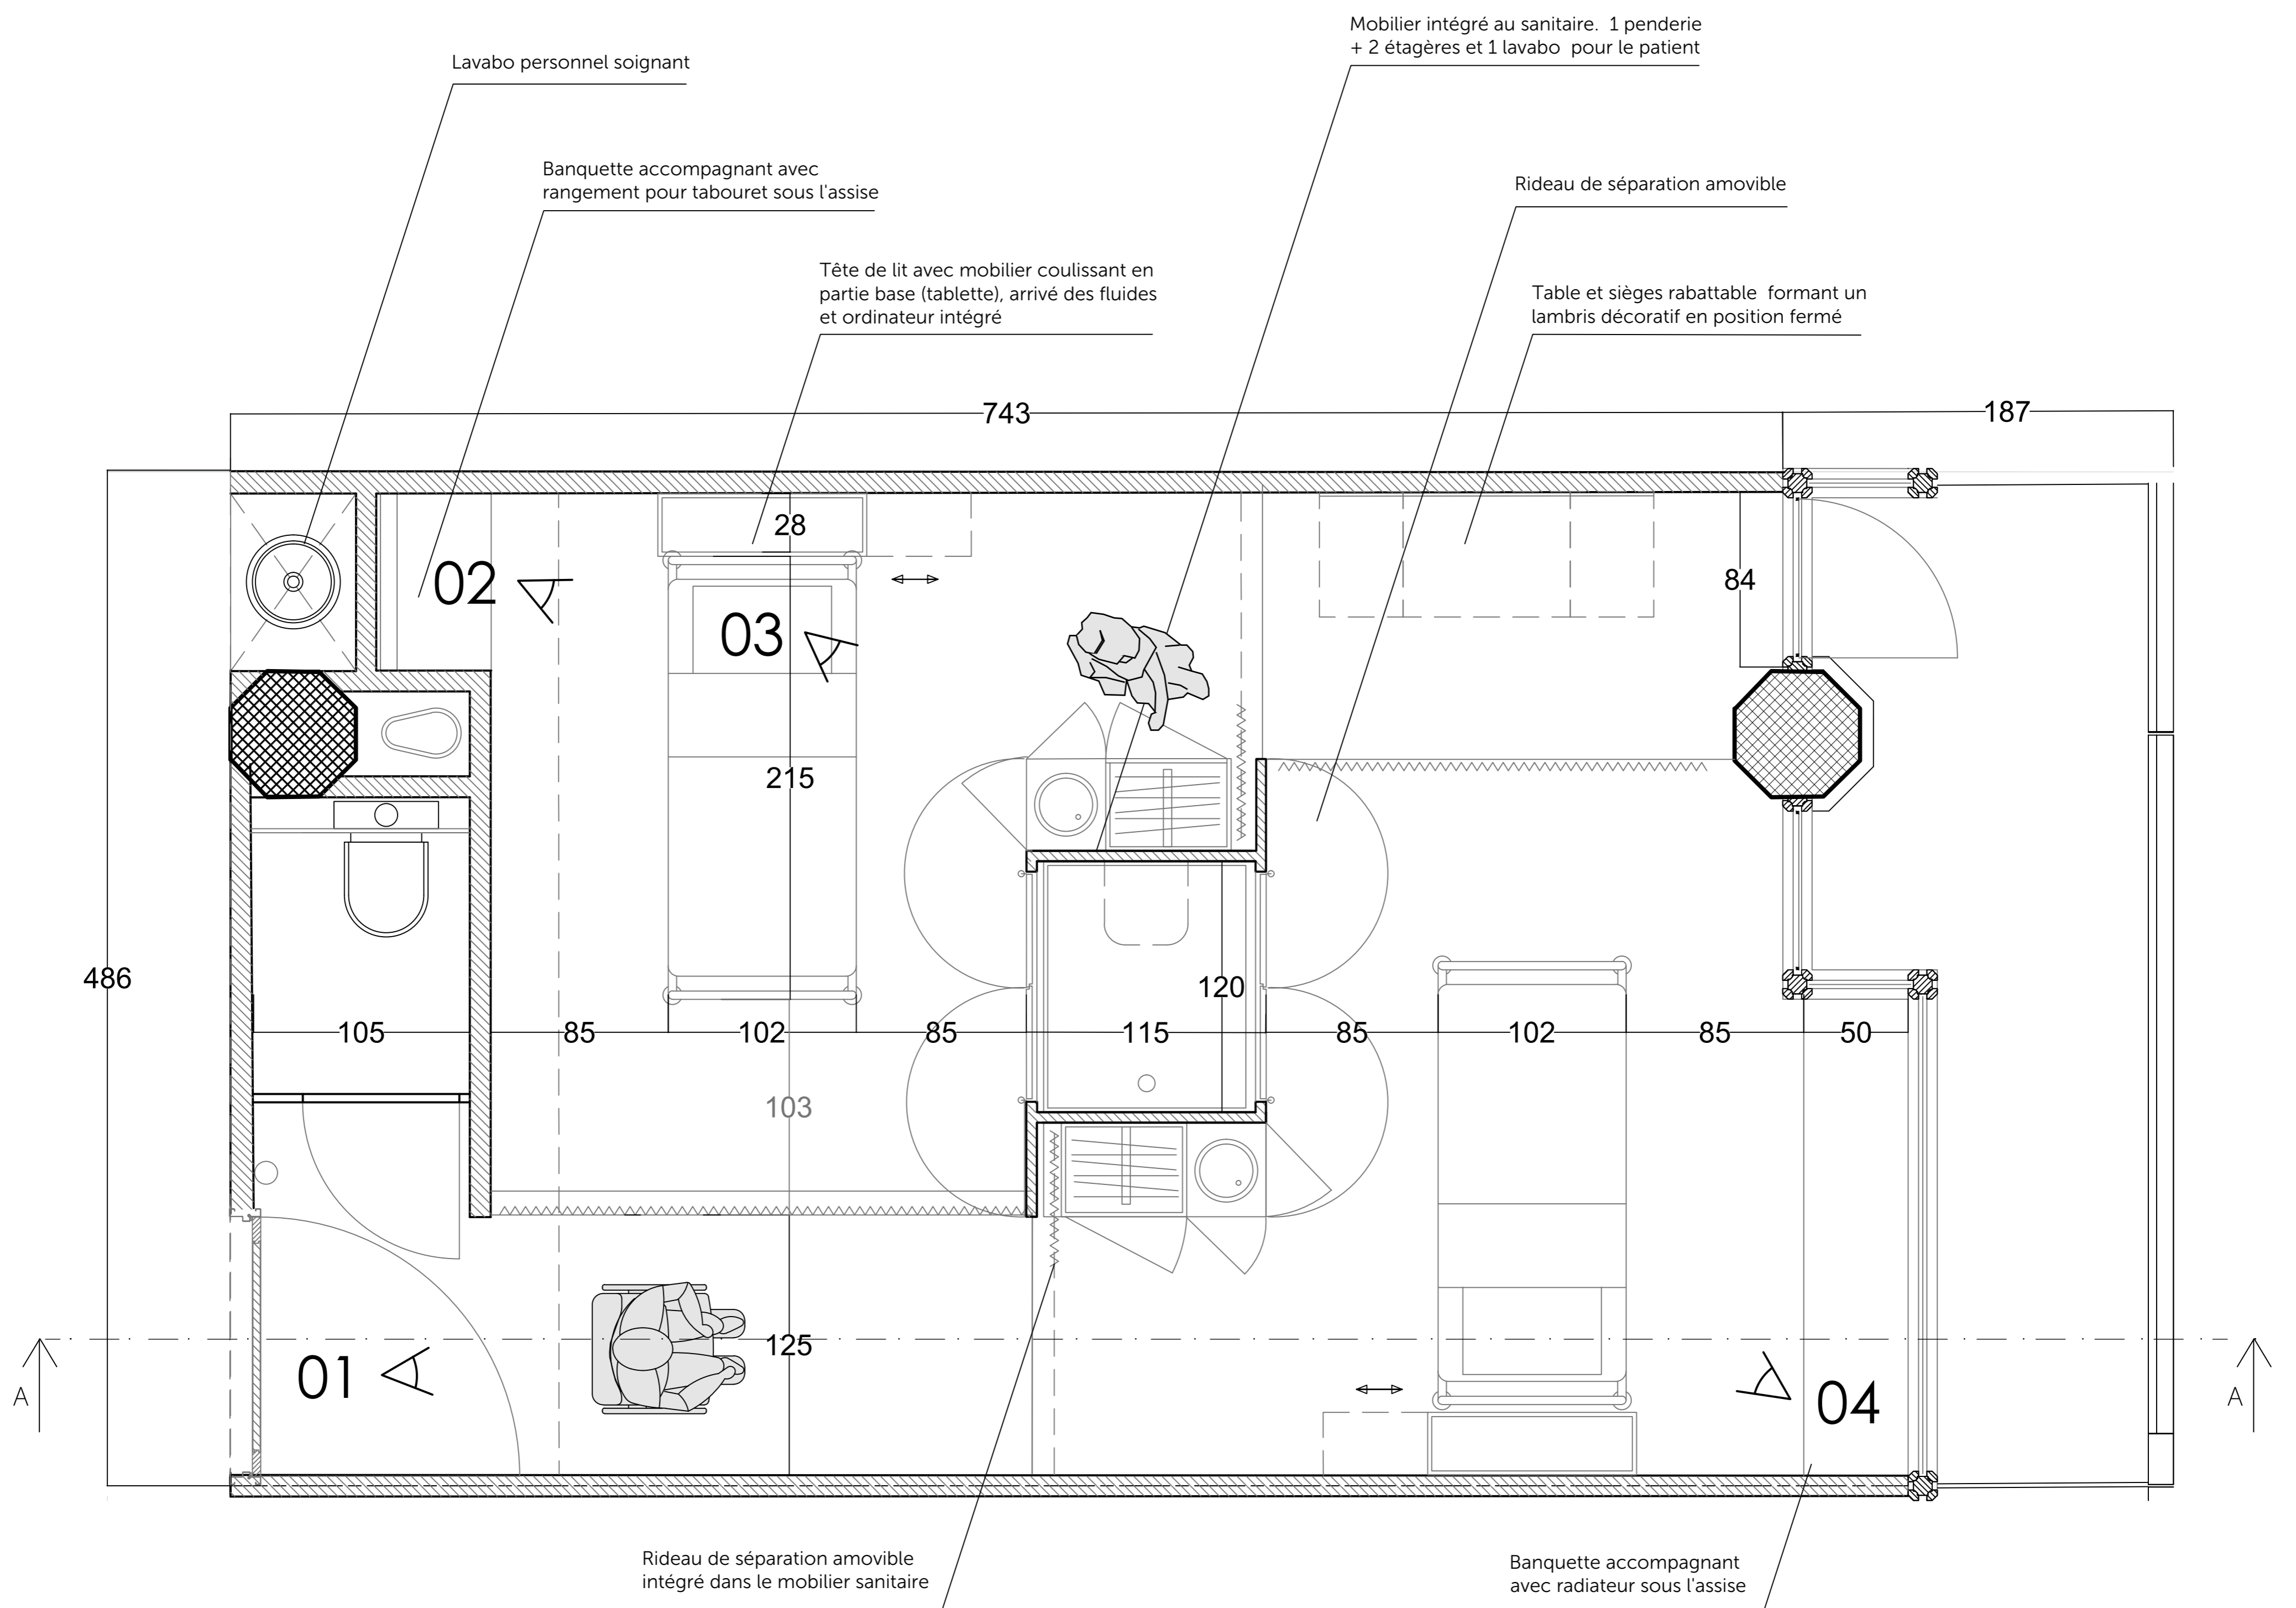 Mobilier intégré au sanitaire.  1 penderie
+ 2 étagères et 1 lavabo  pour le patient
Lavabo personnel soignant
Banquette accompagnant avec
rangement pour tabouret sous l'assise
Rideau de séparation amovible
Tête de lit avec mobilier coulissant en
partie base (tablette), arrivé des fluides
et ordinateur intégré
Table et sièges rabattable  formant un
lambris décoratif en position fermé
743
187
28
02
84
03
215
486
120
105
85
102
85
115
85
102
85
50
103
125
01
04
A
A
Rideau de séparation amovible
intégré dans le mobilier sanitaire
Banquette accompagnant
avec radiateur sous l'assise